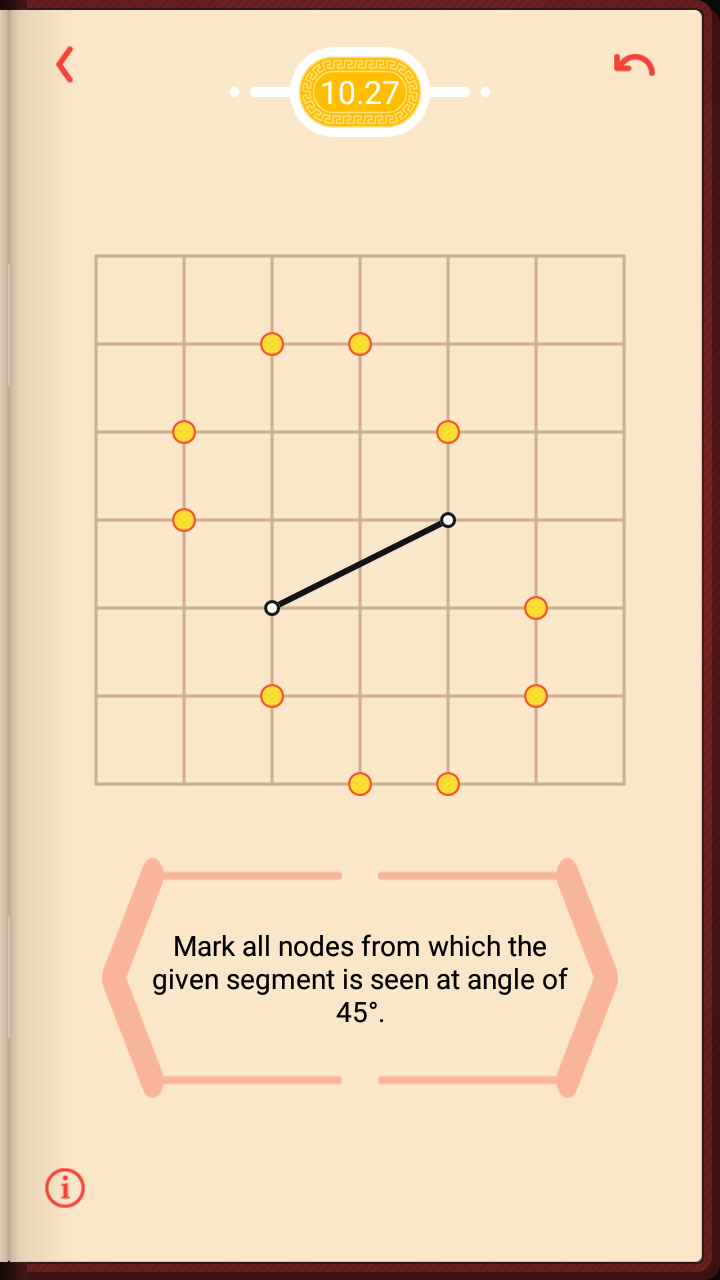 10.27
Mark all nodes from which the
given segment is seen at angle of
45°.
i